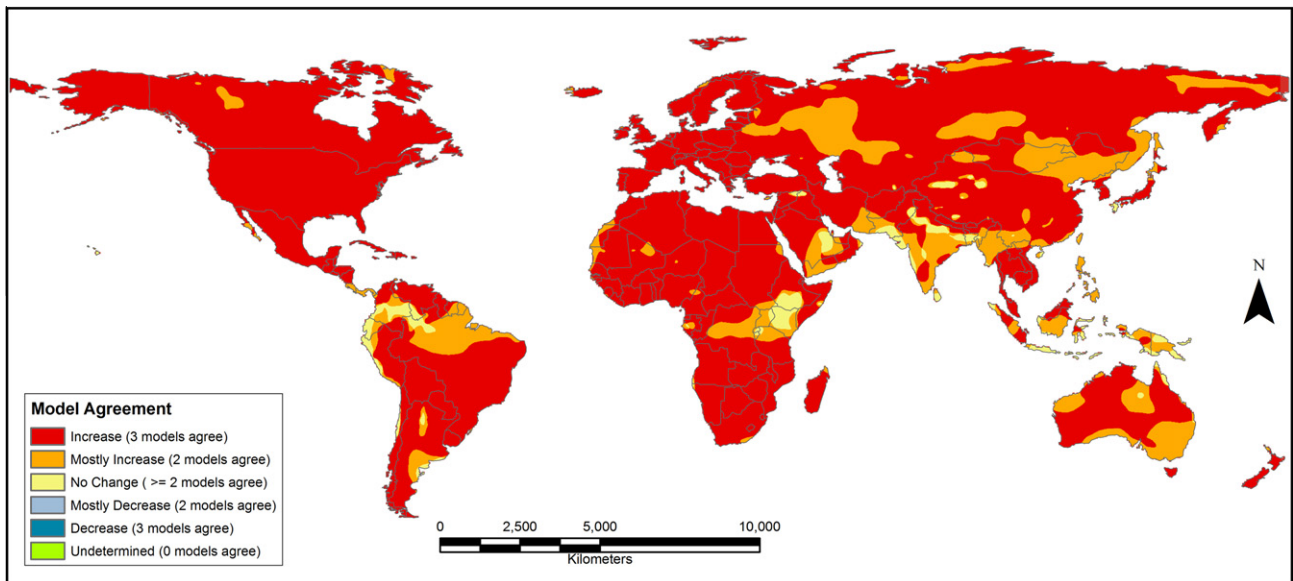 N
Model Agreement
Increase (3 models agree)
Mostly Increase (2 models agree)
No Change ( >= 2 models agree)
Mostly Decrease (2 models agree)
Decrease (3 models agree)
Undetermined (0 models agree)
0 2,500 5,000 10,000
Kilometers